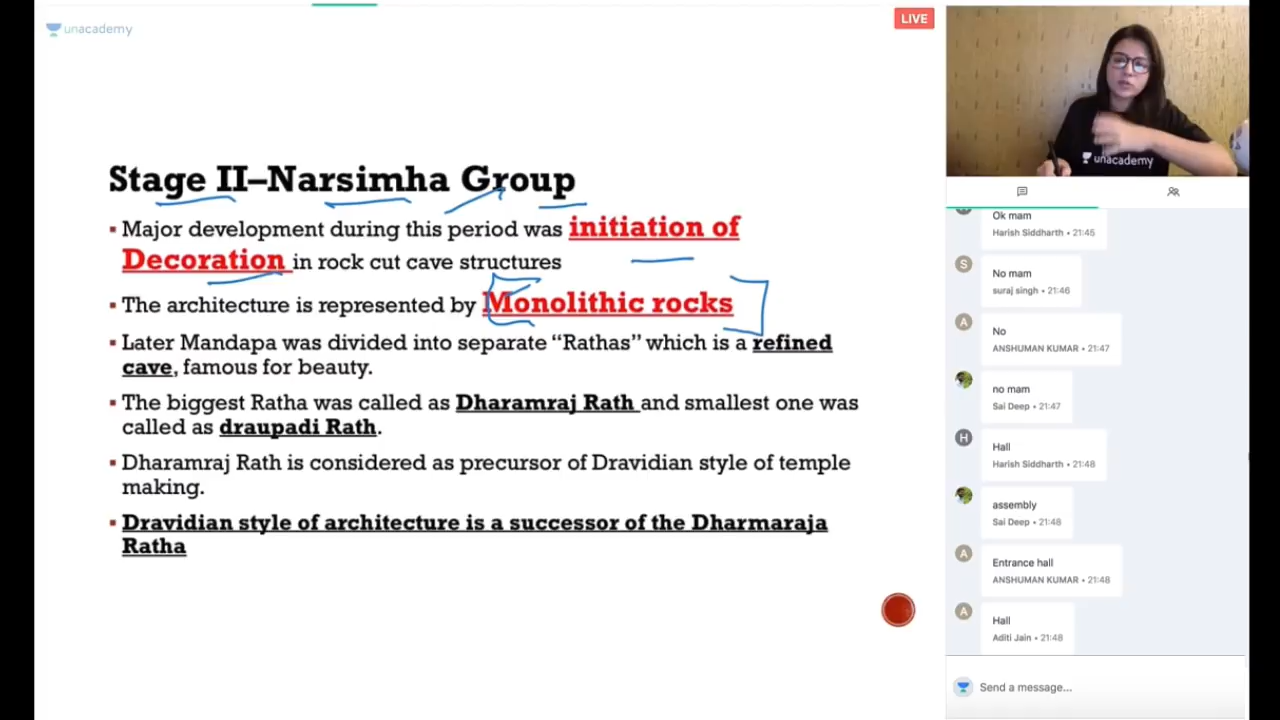 unacademy
LIVE
Stage II–Narsimha Group
▪ Major development during this period was initiation of
Decoration in rock cut cave structures
▪ The architecture is represented by Monolithic rocks
▪ Later Mandapa was divided into separate “Rathas” which is a refined
cave, famous for beauty.
▪ The biggest Ratha was called as Dharamraj Rath and smallest one was
called as draupadi Rath.
▪ Dharamraj Rath is considered as precursor of Dravidian style of temple
making.
▪ Dravidian style of architecture is a successor of the Dharmaraja
Ratha
unacademy
Ok mam
Harish Siddharth • 21:45
S
No mam
suraj singh • 21:46
A
No
ANSHUMAN KUMAR • 21:47
no mam
Sai Deep • 21:47
H
Hall
Harish Siddharth • 21:48
assembly
Sai Deep • 21:48
A
Entrance hall
ANSHUMAN KUMAR • 21:48
A
Hall
Aditi Jain • 21:48
Send a message...